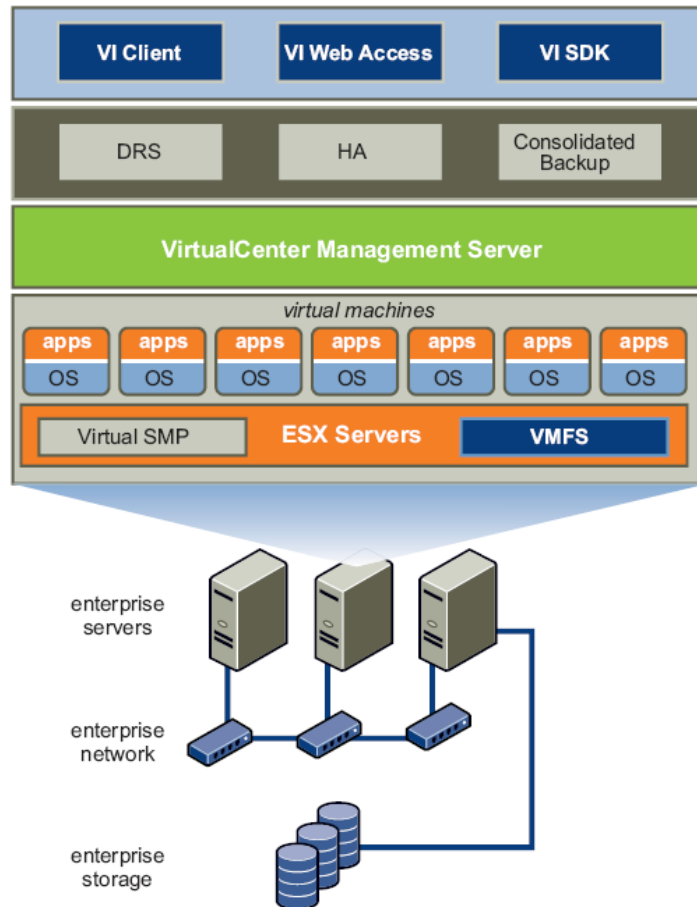 VI Client
VI Web Access
VI SDK
DRS
HA
Consolidated
Backup
VirtualCenter Management Server
virtual machines
apps
apps
apps
apps
apps
apps
apps
OS
OS
OS
OS
OS
OS
OS
Virtual SMP
ESX Servers
VMFS
enterprise
servers
enterprise
network
enterprise
storage